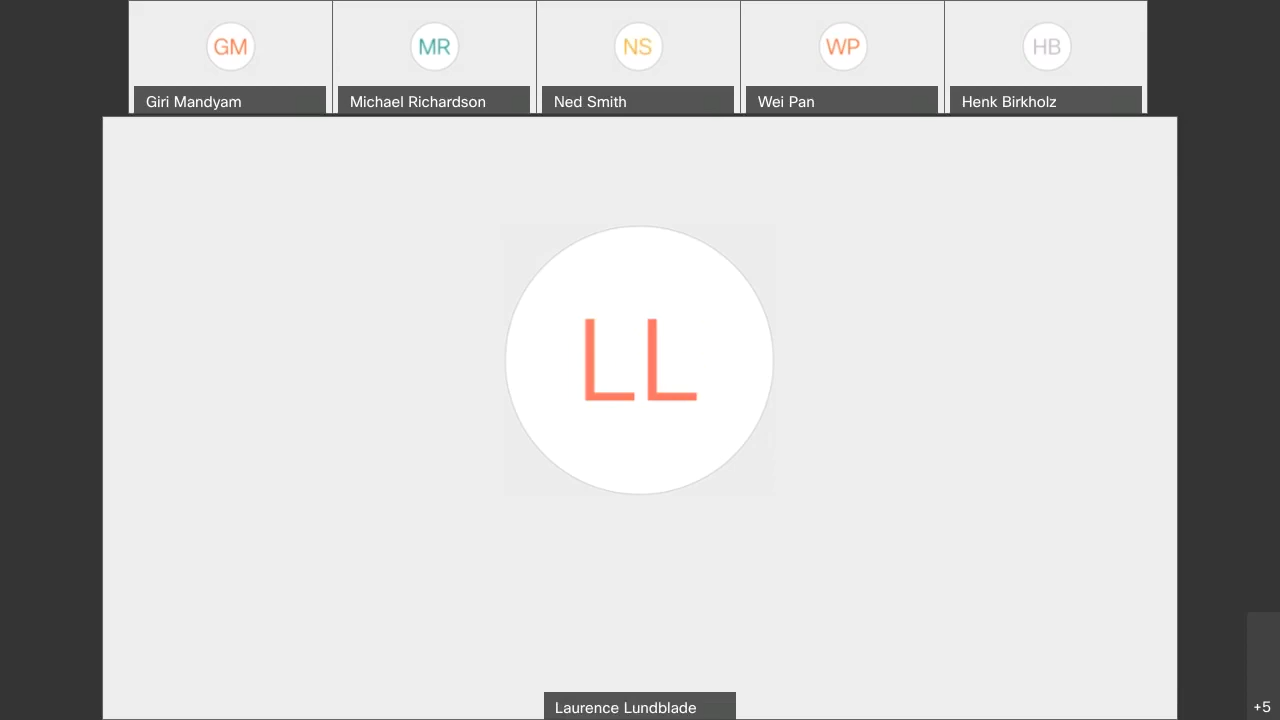 GM
MR
NS
WP
HB
Giri Mandyam
Michael Richardson
Ned Smith
Wei Pan
Henk Birkholz
LL
Laurence Lundblade
+5